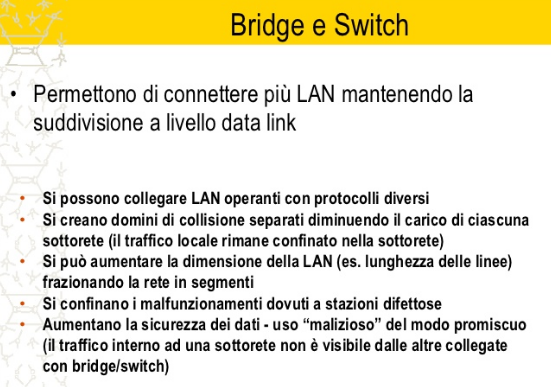 Bridge e Switch
• Permettono di connettere più LAN mantenendo la
suddivisione a livello data link
• Si possono collegare LAN operanti con protocolli diversi
• Si creano domini di collisione separati diminuendo il carico di ciascuna
sottorete (il traffico locale rimane confinato nella sottorete)
• Si può aumentare la dimensione della LAN (es. lunghezza delle linee)
frazionando la rete in segmenti
• Si confinano i malfunzionamenti dovuti a stazioni difettose
• Aumentano la sicurezza dei dati - uso “malizioso” del modo promiscuo
(il traffico interno ad una sottorete non è visibile dalle altre collegate
con bridge/switch)